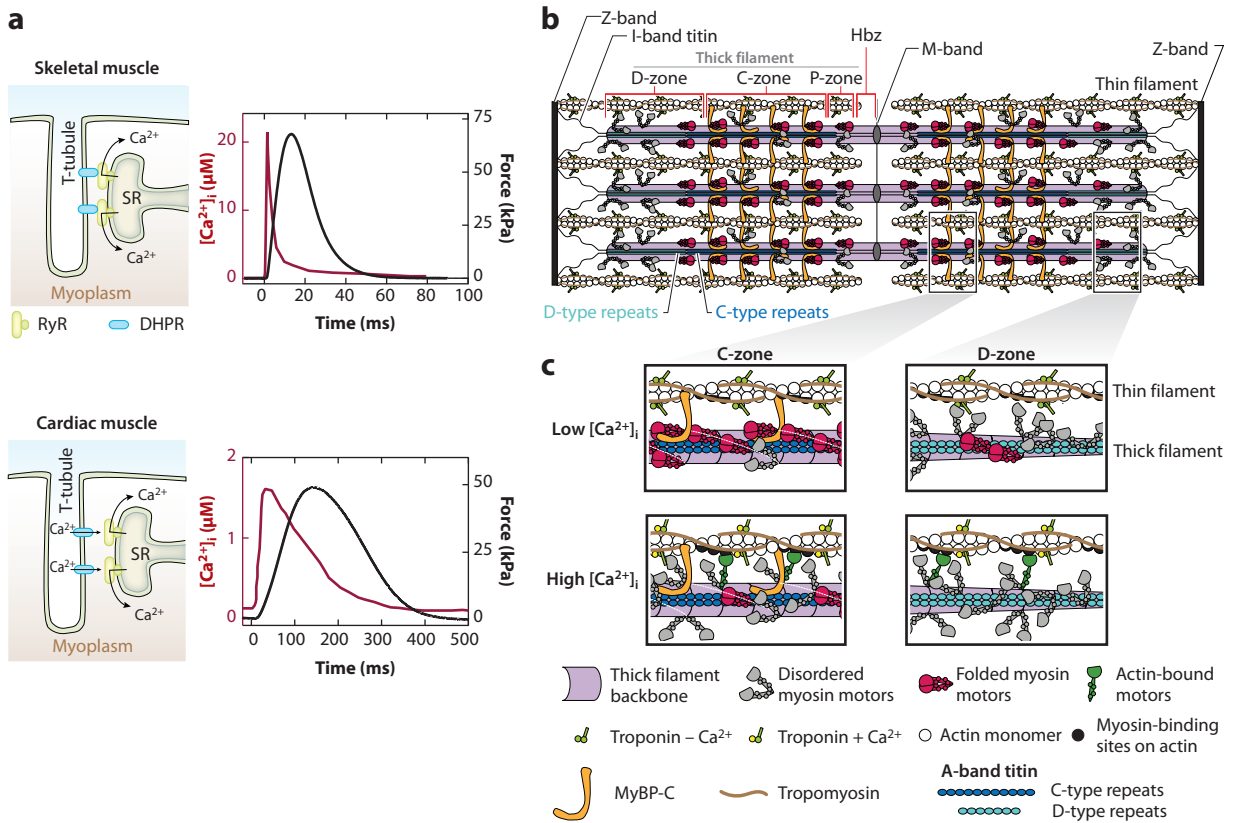 a
Skeletal muscle
T-tubule
Ca²⁺
SR
Ca²⁺
Myoplasm
RyR
DHPR
[Ca²⁺]ᵢ (μM)
20
10
0
75
50
25
0
Force (kPa)
0
20
40
60
80
100
Time (ms)
Cardiac muscle
T-tubule
Ca²⁺
Ca²⁺
Ca²⁺
SR
Ca²⁺
Myoplasm
[Ca²⁺]ᵢ (μM)
2
1
0
50
25
0
Force (kPa)
0
100
200
300
400
500
Time (ms)
b
Z-band
I-band titin
Thick filament
D-zone
C-zone
P-zone
Hbz
M-band
Z-band
Thin filament
D-type repeats
C-type repeats
c
C-zone
D-zone
Low [Ca²⁺]ᵢ
Thin filament
Thick filament
High [Ca²⁺]ᵢ
Thick filament
backbone
Disordered
myosin motors
Folded myosin
motors
Actin-bound
motors
Troponin – Ca²⁺
Troponin + Ca²⁺
Actin monomer
Myosin-binding
sites on actin
MyBP-C
Tropomyosin
A-band titin
C-type repeats
D-type repeats